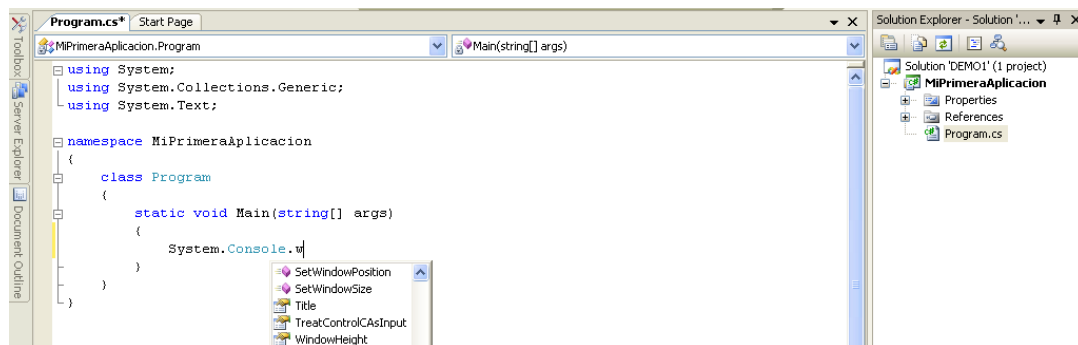 Program.cs* Start Page
MiPrimeraAplicacion.Program Main(string[] args)
using System;
using System.Collections.Generic;
using System.Text;
namespace MiPrimeraAplicacion
{
class Program
{
static void Main(string[] args)
{
System.Console.w
}
}
}
SetWindowPosition
SetWindowSize
Title
TreatControlCAsInput
WindowHeight
Toolbox
Server Explorer
Document Outline
Solution Explorer - Solution '...
Solution 'DEMO1' (1 project)
MiPrimeraAplicacion
Properties
References
Program.cs